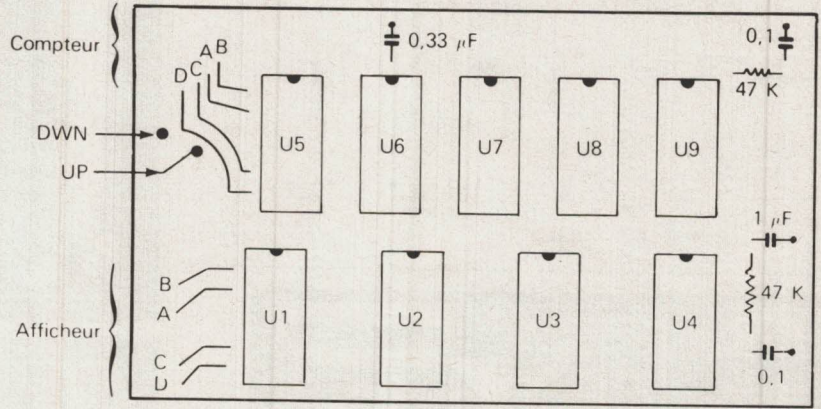 Compteur
D C A B
0,33 µF
0,1
47 K
DWN
UP
U5 U6 U7 U8 U9
1 µF
47 K
0,1
Afficheur
B
A
C
D
U1 U2 U3 U4